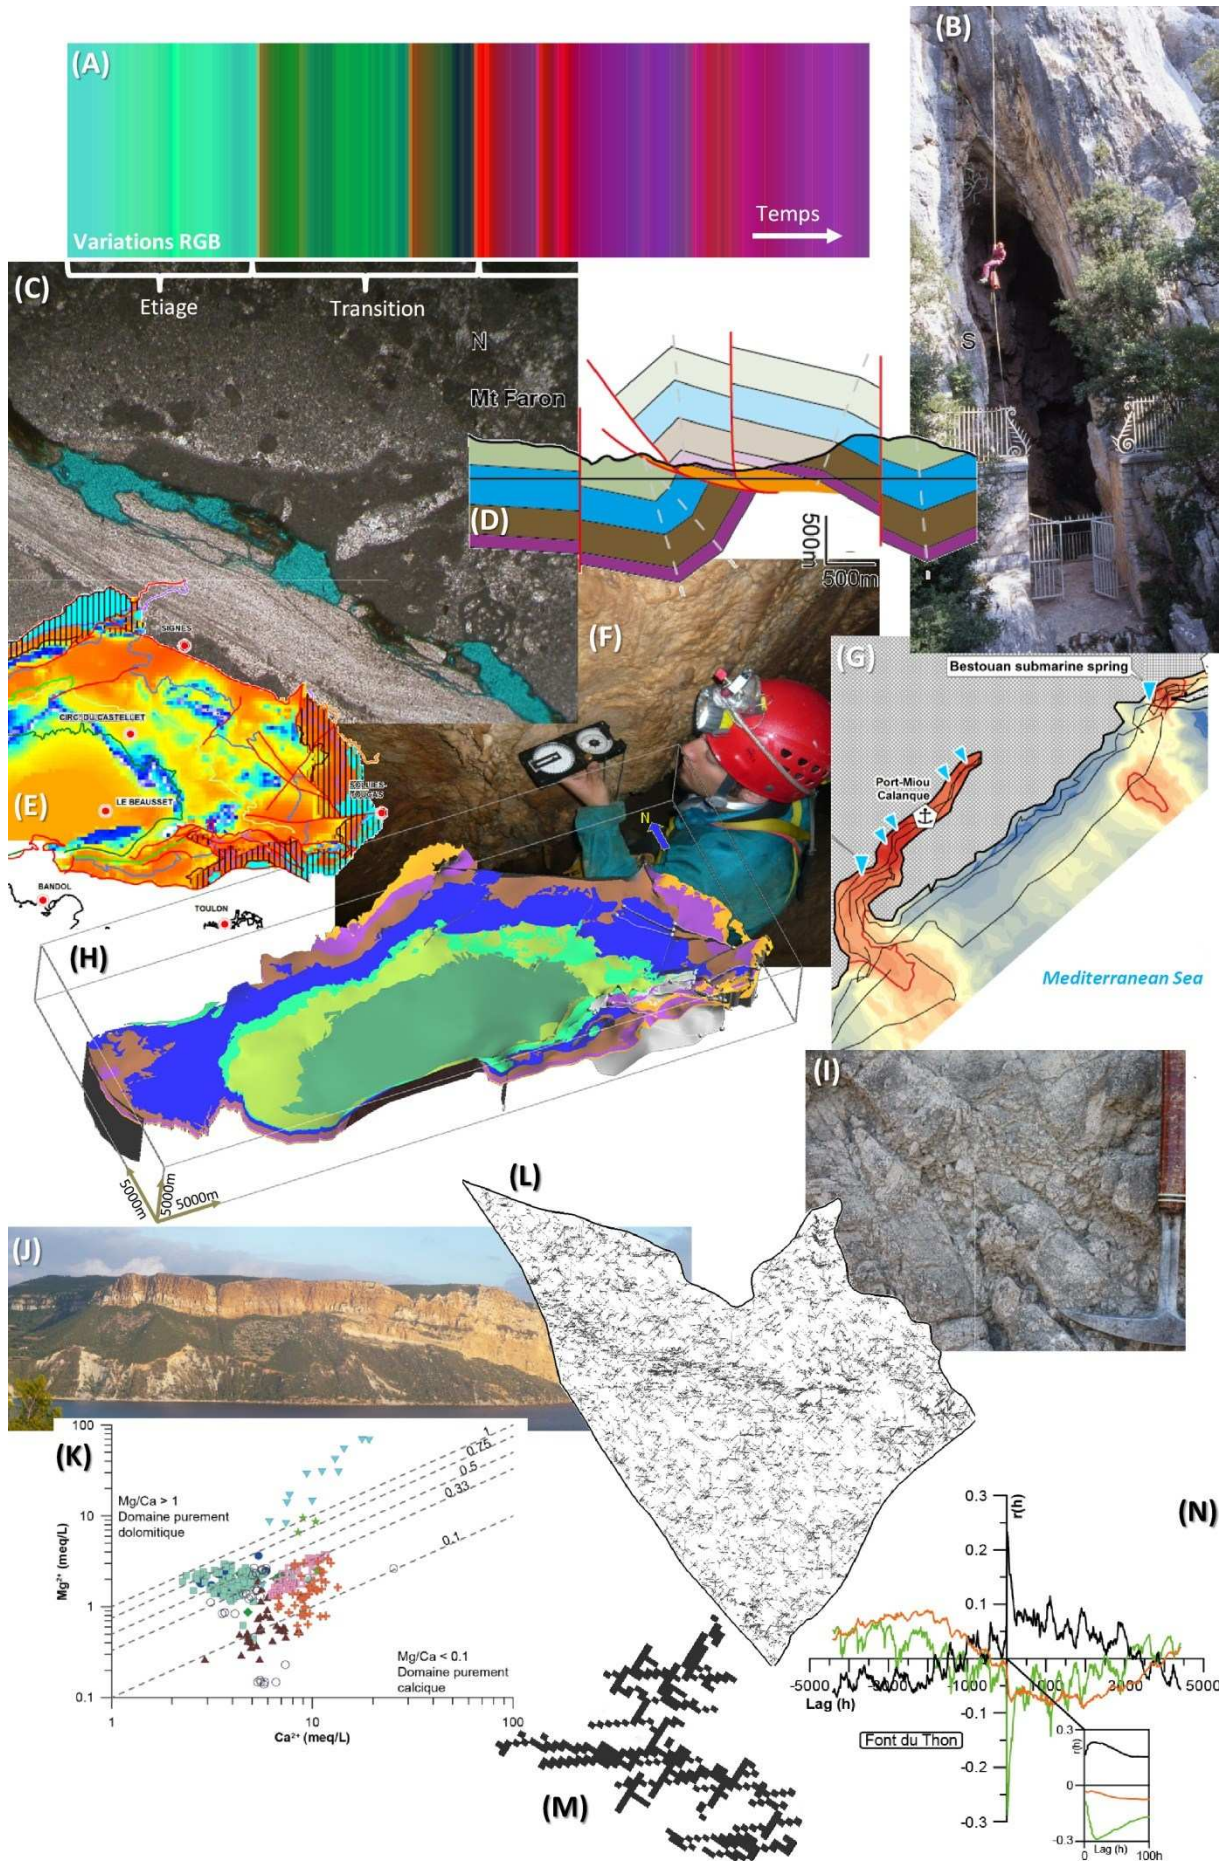 (A)
Variations RGB
Temps
(B)
(C)
Etiage
Transition
N
S
Mt Faron
(D)
500m
500m
(E)
SIGNES
CIRC. DU CASTELLET
LE BEAUSSET
BANDOL
TOULON
(F)
N
(G)
Bestouan submarine spring
Port-Miou
Calanque
Mediterranean Sea
(H)
5000m
5000m
5000m
(I)
(J)
(K)
100
10
1
0.1
Mg²⁺ (meq/L)
Mg/Ca > 1
Domaine purement
dolomitique
1
0.75
0.5
0.33
0.1
Mg/Ca < 0.1
Domaine purement
calcique
1
10
100
Ca²⁺ (meq/L)
(L)
(M)
(N)
0.3
r(h)
0.2
0.1
0
-0.1
-0.2
-0.3
-5000
1000
5000
Lag (h)
Font du Thon
0.3
r(h)
0
-0.3
0
Lag (h)
100h